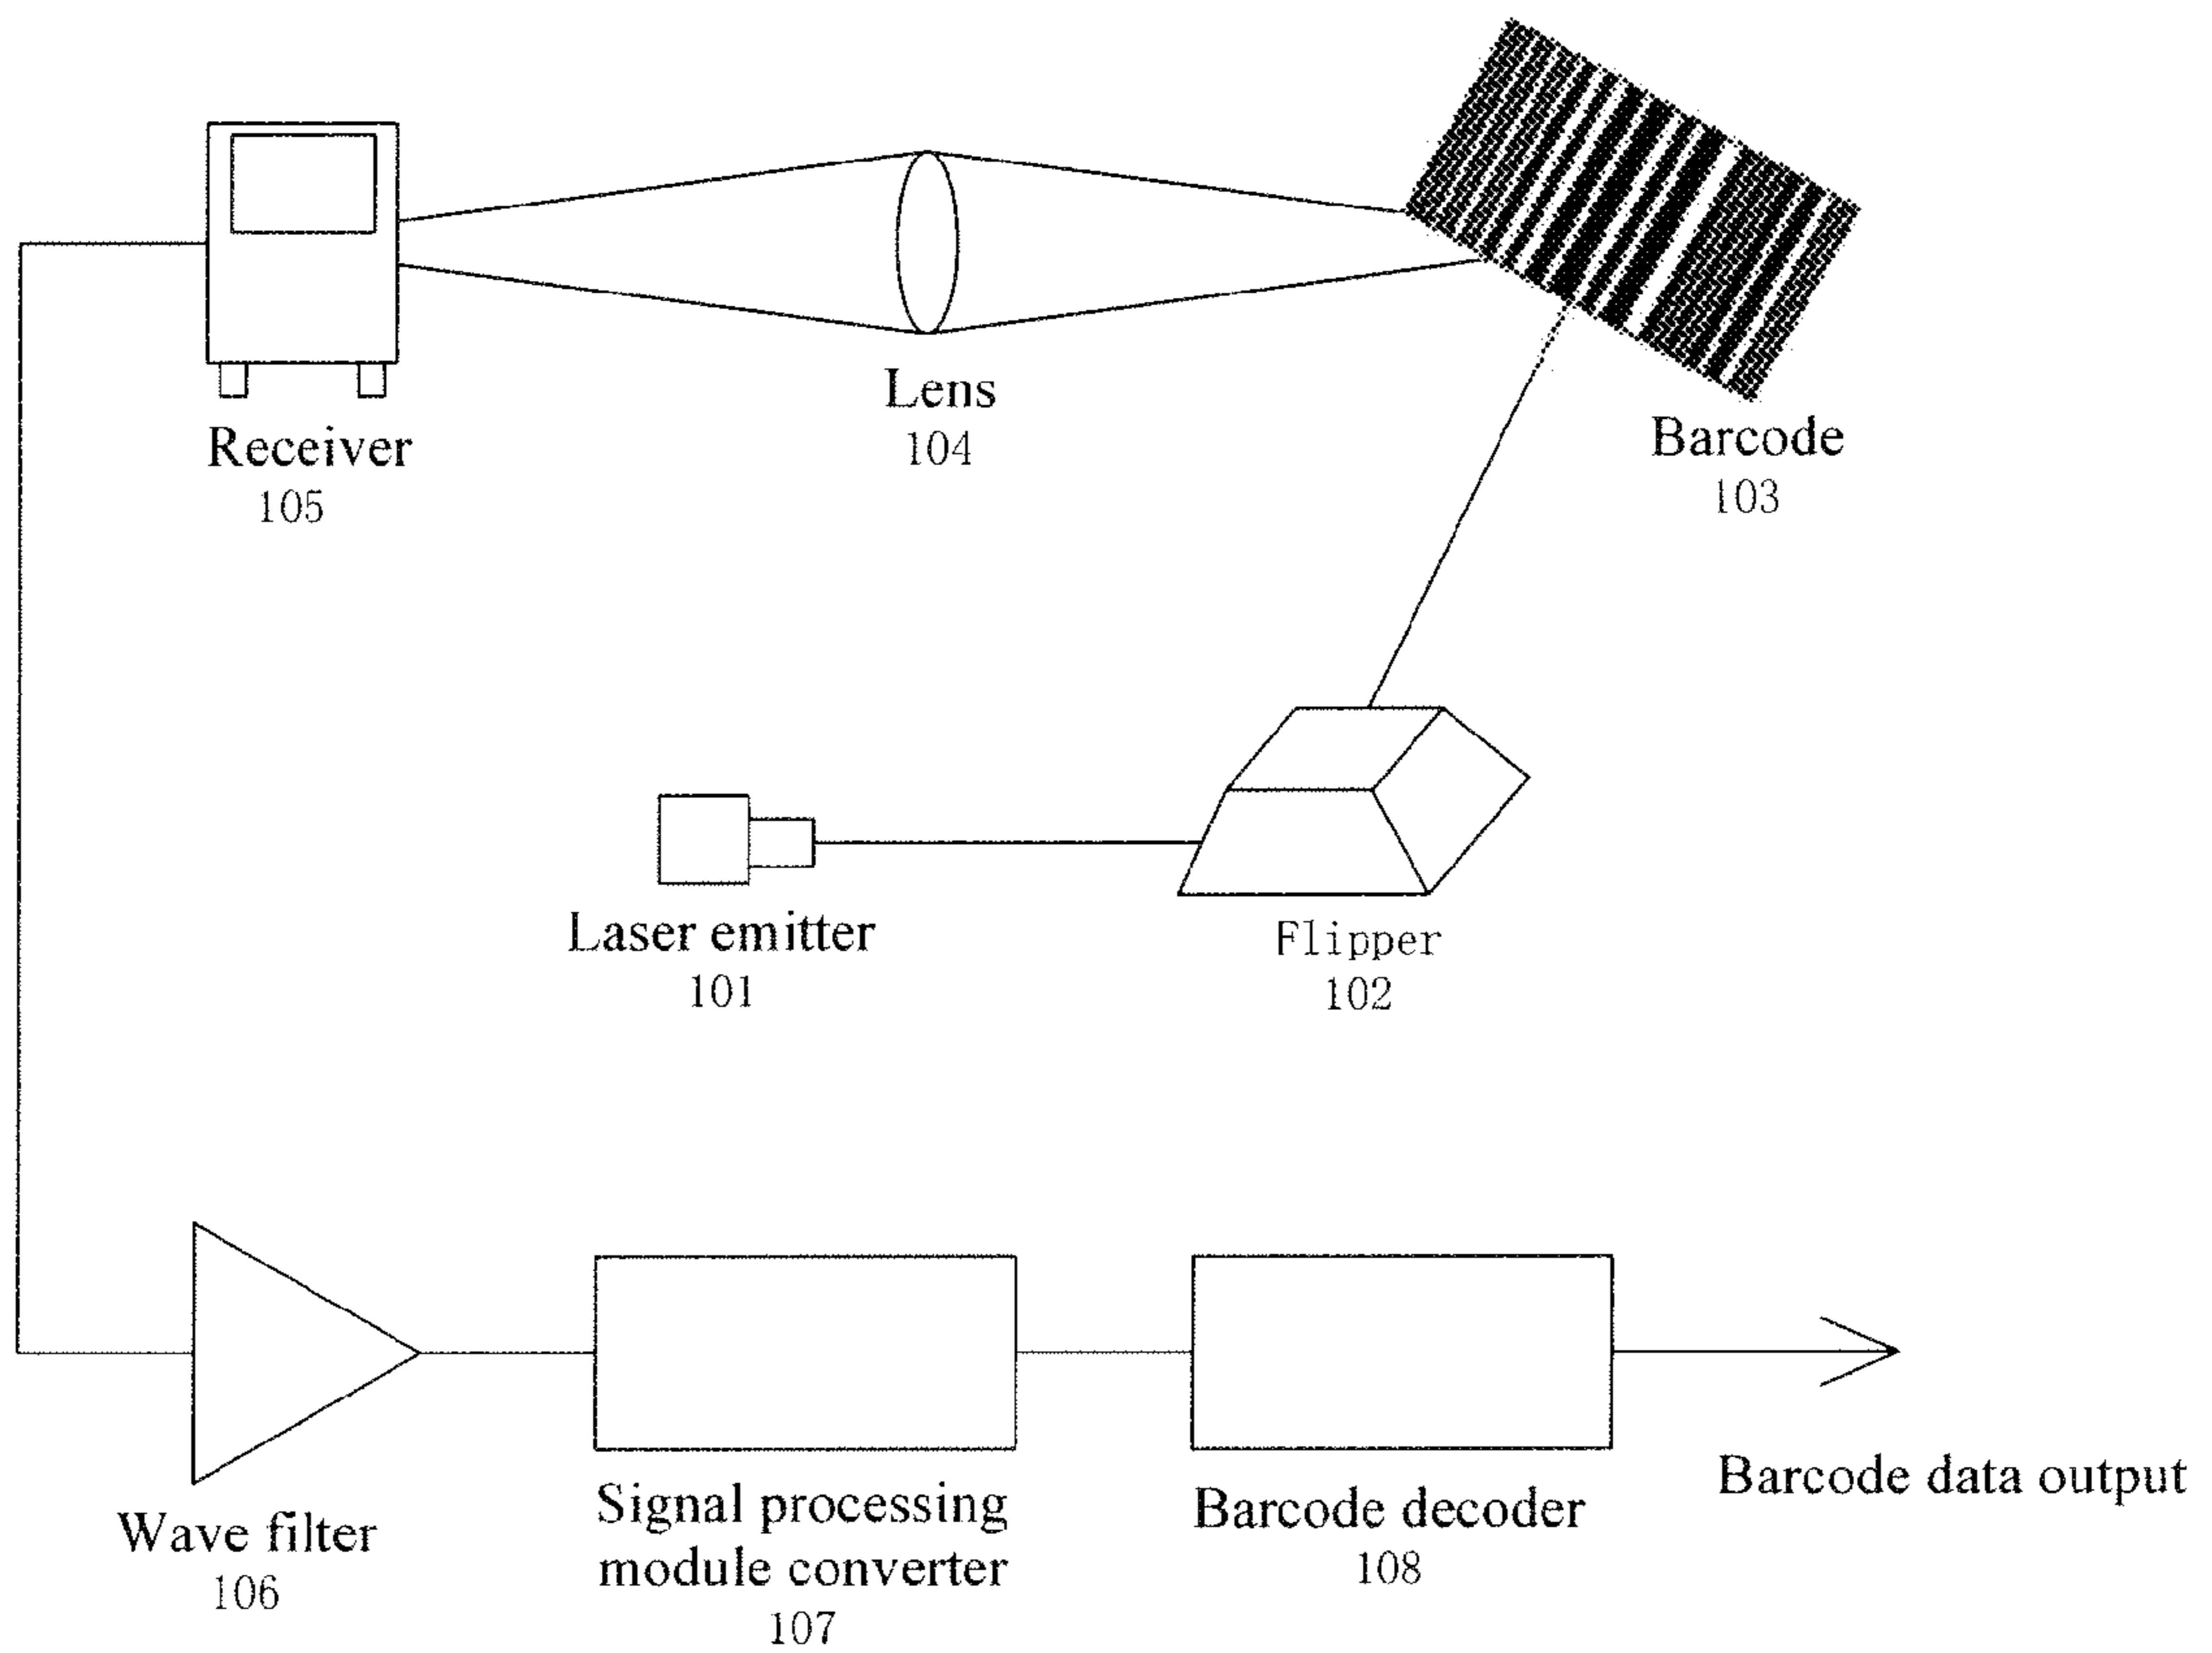 Receiver
105
Lens
104
Barcode
103
Laser emitter
101
Flipper
102
Wave filter
106
Signal processing
module converter
107
Barcode decoder
108
Barcode data output